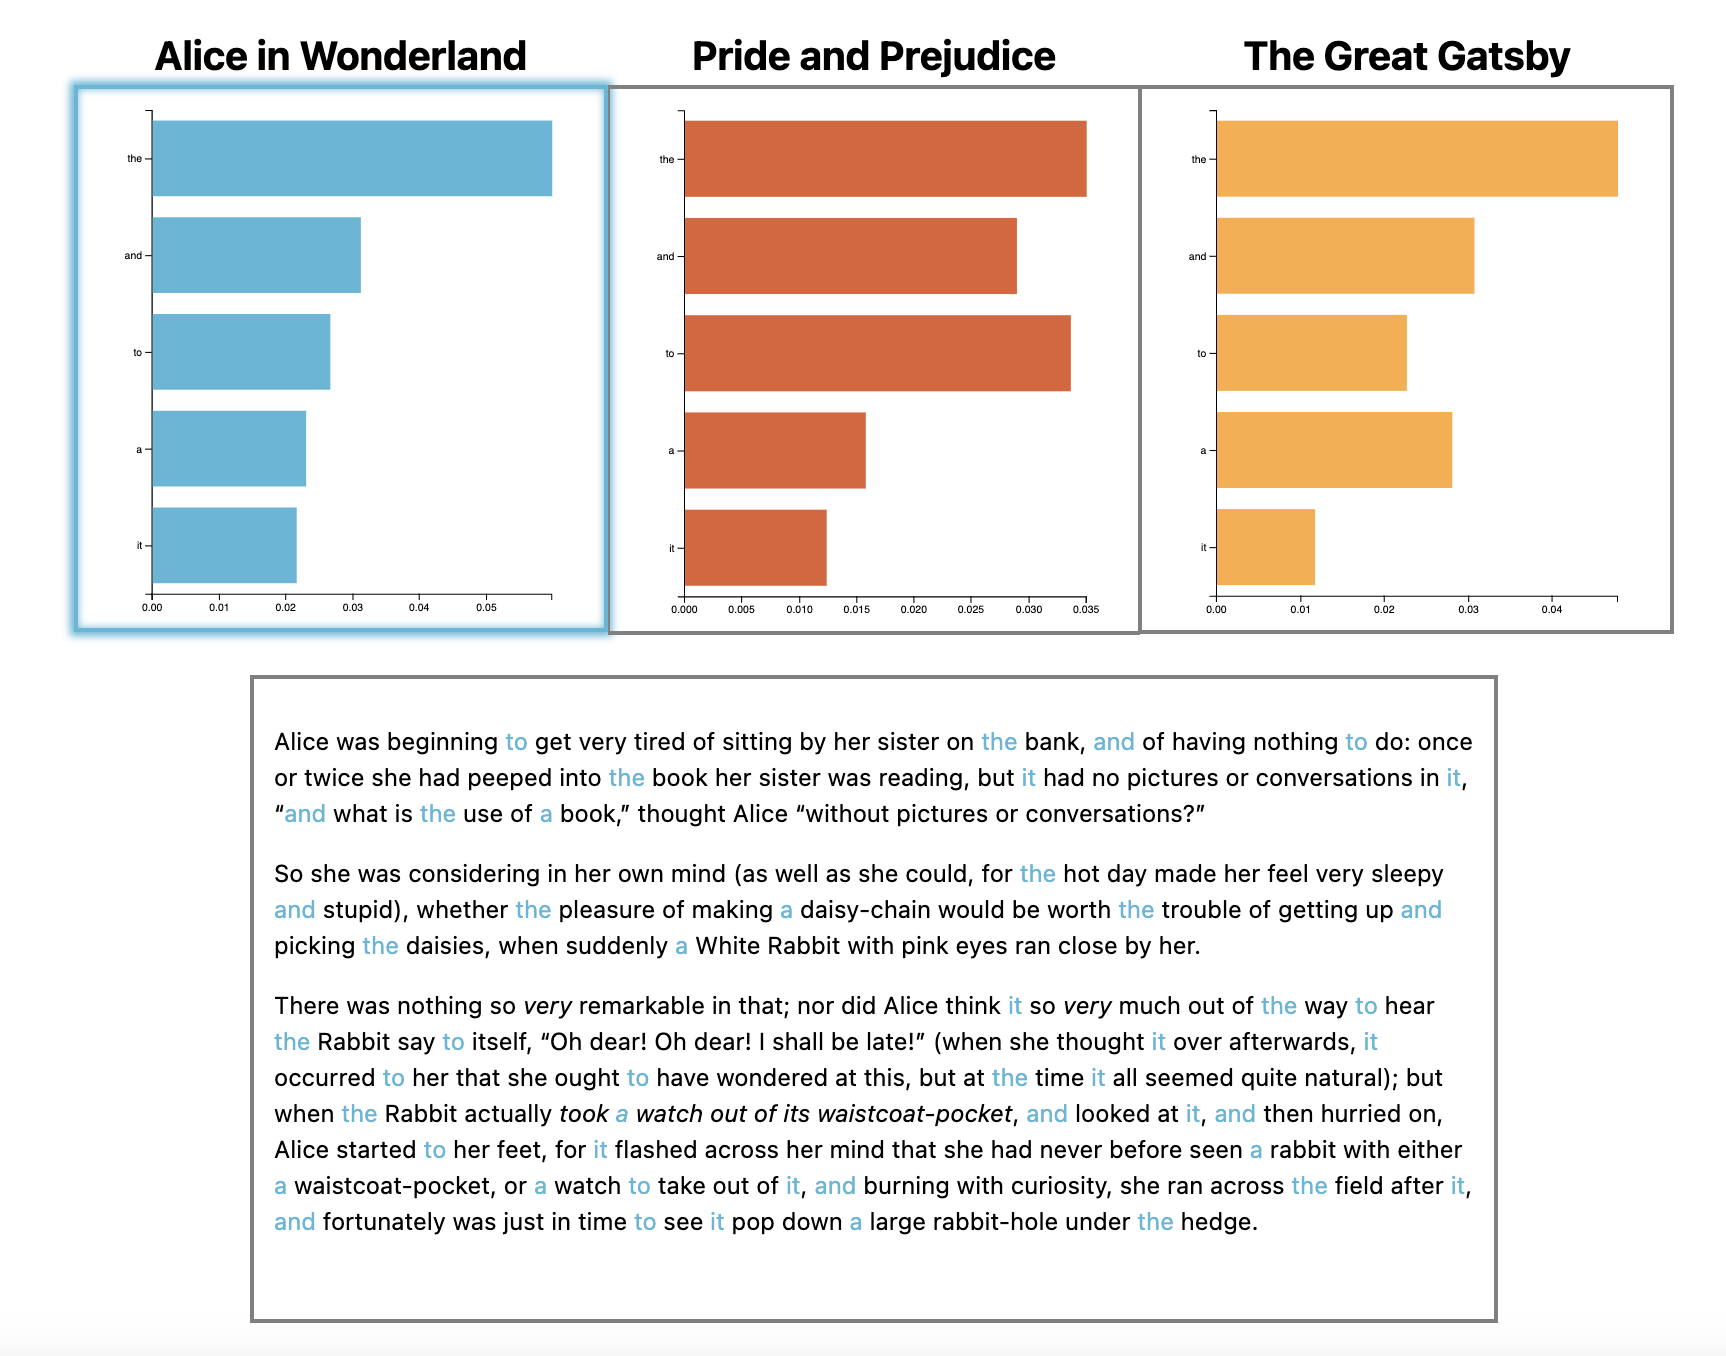 Alice in Wonderland
Pride and Prejudice
The Great Gatsby
the
and
to
a
it
0.00 0.01 0.02 0.03 0.04 0.05
the
and
to
a
it
0.000 0.005 0.010 0.015 0.020 0.025 0.030 0.035
the
and
to
a
it
0.00 0.01 0.02 0.03 0.04
Alice was beginning to get very tired of sitting by her sister on the bank, and of having nothing to do: once
or twice she had peeped into the book her sister was reading, but it had no pictures or conversations in it,
“and what is the use of a book,” thought Alice “without pictures or conversations?”
So she was considering in her own mind (as well as she could, for the hot day made her feel very sleepy
and stupid), whether the pleasure of making a daisy-chain would be worth the trouble of getting up and
picking the daisies, when suddenly a White Rabbit with pink eyes ran close by her.
There was nothing so very remarkable in that; nor did Alice think it so very much out of the way to hear
the Rabbit say to itself, “Oh dear! Oh dear! I shall be late!” (when she thought it over afterwards, it
occurred to her that she ought to have wondered at this, but at the time it all seemed quite natural); but
when the Rabbit actually took a watch out of its waistcoat-pocket, and looked at it, and then hurried on,
Alice started to her feet, for it flashed across her mind that she had never before seen a rabbit with either
a waistcoat-pocket, or a watch to take out of it, and burning with curiosity, she ran across the field after it,
and fortunately was just in time to see it pop down a large rabbit-hole under the hedge.